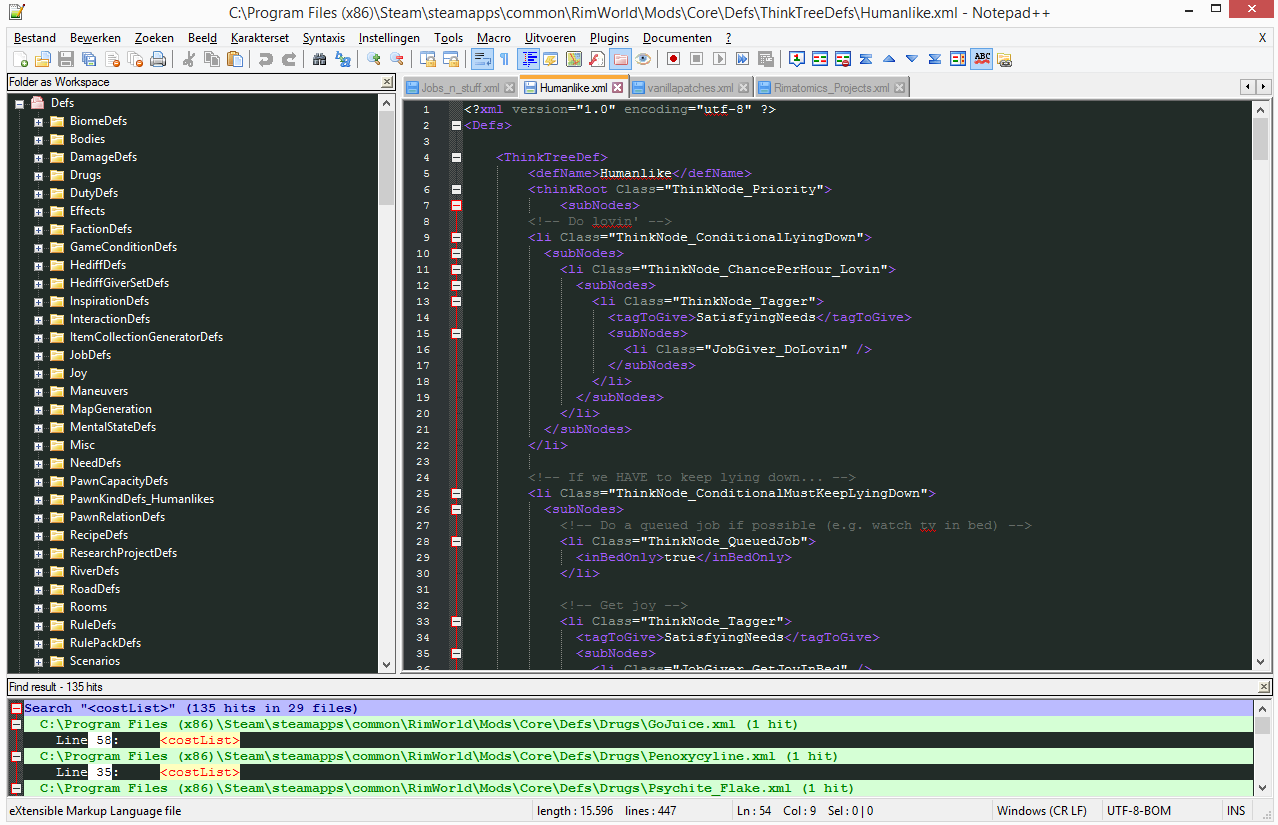 C:\Program Files (x86)\Steam\steamapps\common\RimWorld\Mods\Core\Defs\ThinkTreeDefs\Humanlike.xml - Notepad++
Bestand Bewerken Zoeken Beeld Karakterset Syntaxis Instellingen Tools Macro Uitvoeren Plugins Documenten ? X
Folder as Workspace
Defs
BiomeDefs
Bodies
DamageDefs
Drugs
DutyDefs
Effects
FactionDefs
GameConditionDefs
HediffDefs
HediffGiverSetDefs
InspirationDefs
InteractionDefs
ItemCollectionGeneratorDefs
JobDefs
Joy
Maneuvers
MapGeneration
MentalStateDefs
Misc
NeedDefs
PawnCapacityDefs
PawnKindDefs_Humanlikes
PawnRelationDefs
RecipeDefs
ResearchProjectDefs
RiverDefs
RoadDefs
Rooms
RuleDefs
RulePackDefs
Scenarios
Jobs_n_stuff.xml Humanlike.xml vanillapatches.xml Rimatomics_Projects.xml
1 <?xml version="1.0" encoding="utf-8" ?>
2 <Defs>
3
4 <ThinkTreeDef>
5 <defName>Humanlike</defName>
6 <thinkRoot Class="ThinkNode_Priority">
7 <subNodes>
8 <!-- Do lovin' -->
9 <li Class="ThinkNode_ConditionalLyingDown">
10 <subNodes>
11 <li Class="ThinkNode_ChancePerHour_Lovin">
12 <subNodes>
13 <li Class="ThinkNode_Tagger">
14 <tagToGive>SatisfyingNeeds</tagToGive>
15 <subNodes>
16 <li Class="JobGiver_DoLovin" />
17 </subNodes>
18 </li>
19 </subNodes>
20 </li>
21 </subNodes>
22 </li>
23
24 <!-- If we HAVE to keep lying down... -->
25 <li Class="ThinkNode_ConditionalMustKeepLyingDown">
26 <subNodes>
27 <!-- Do a queued job if possible (e.g. watch tv in bed) -->
28 <li Class="ThinkNode_QueuedJob">
29 <inBedOnly>true</inBedOnly>
30 </li>
31
32 <!-- Get joy -->
33 <li Class="ThinkNode_Tagger">
34 <tagToGive>SatisfyingNeeds</tagToGive>
35 <subNodes>
36 <li Class="JobGiver_GetJoyInBed" />
Find result - 135 hits
Search "<costList>" (135 hits in 29 files)
C:\Program Files (x86)\Steam\steamapps\common\RimWorld\Mods\Core\Defs\Drugs\GoJuice.xml (1 hit)
Line 58: <costList>
C:\Program Files (x86)\Steam\steamapps\common\RimWorld\Mods\Core\Defs\Drugs\Penoxycyline.xml (1 hit)
Line 35: <costList>
C:\Program Files (x86)\Steam\steamapps\common\RimWorld\Mods\Core\Defs\Drugs\Psychite_Flake.xml (1 hit)
eXtensible Markup Language file length : 15.596 lines : 447 Ln : 54 Col : 9 Sel : 0 | 0 Windows (CR LF) UTF-8-BOM INS